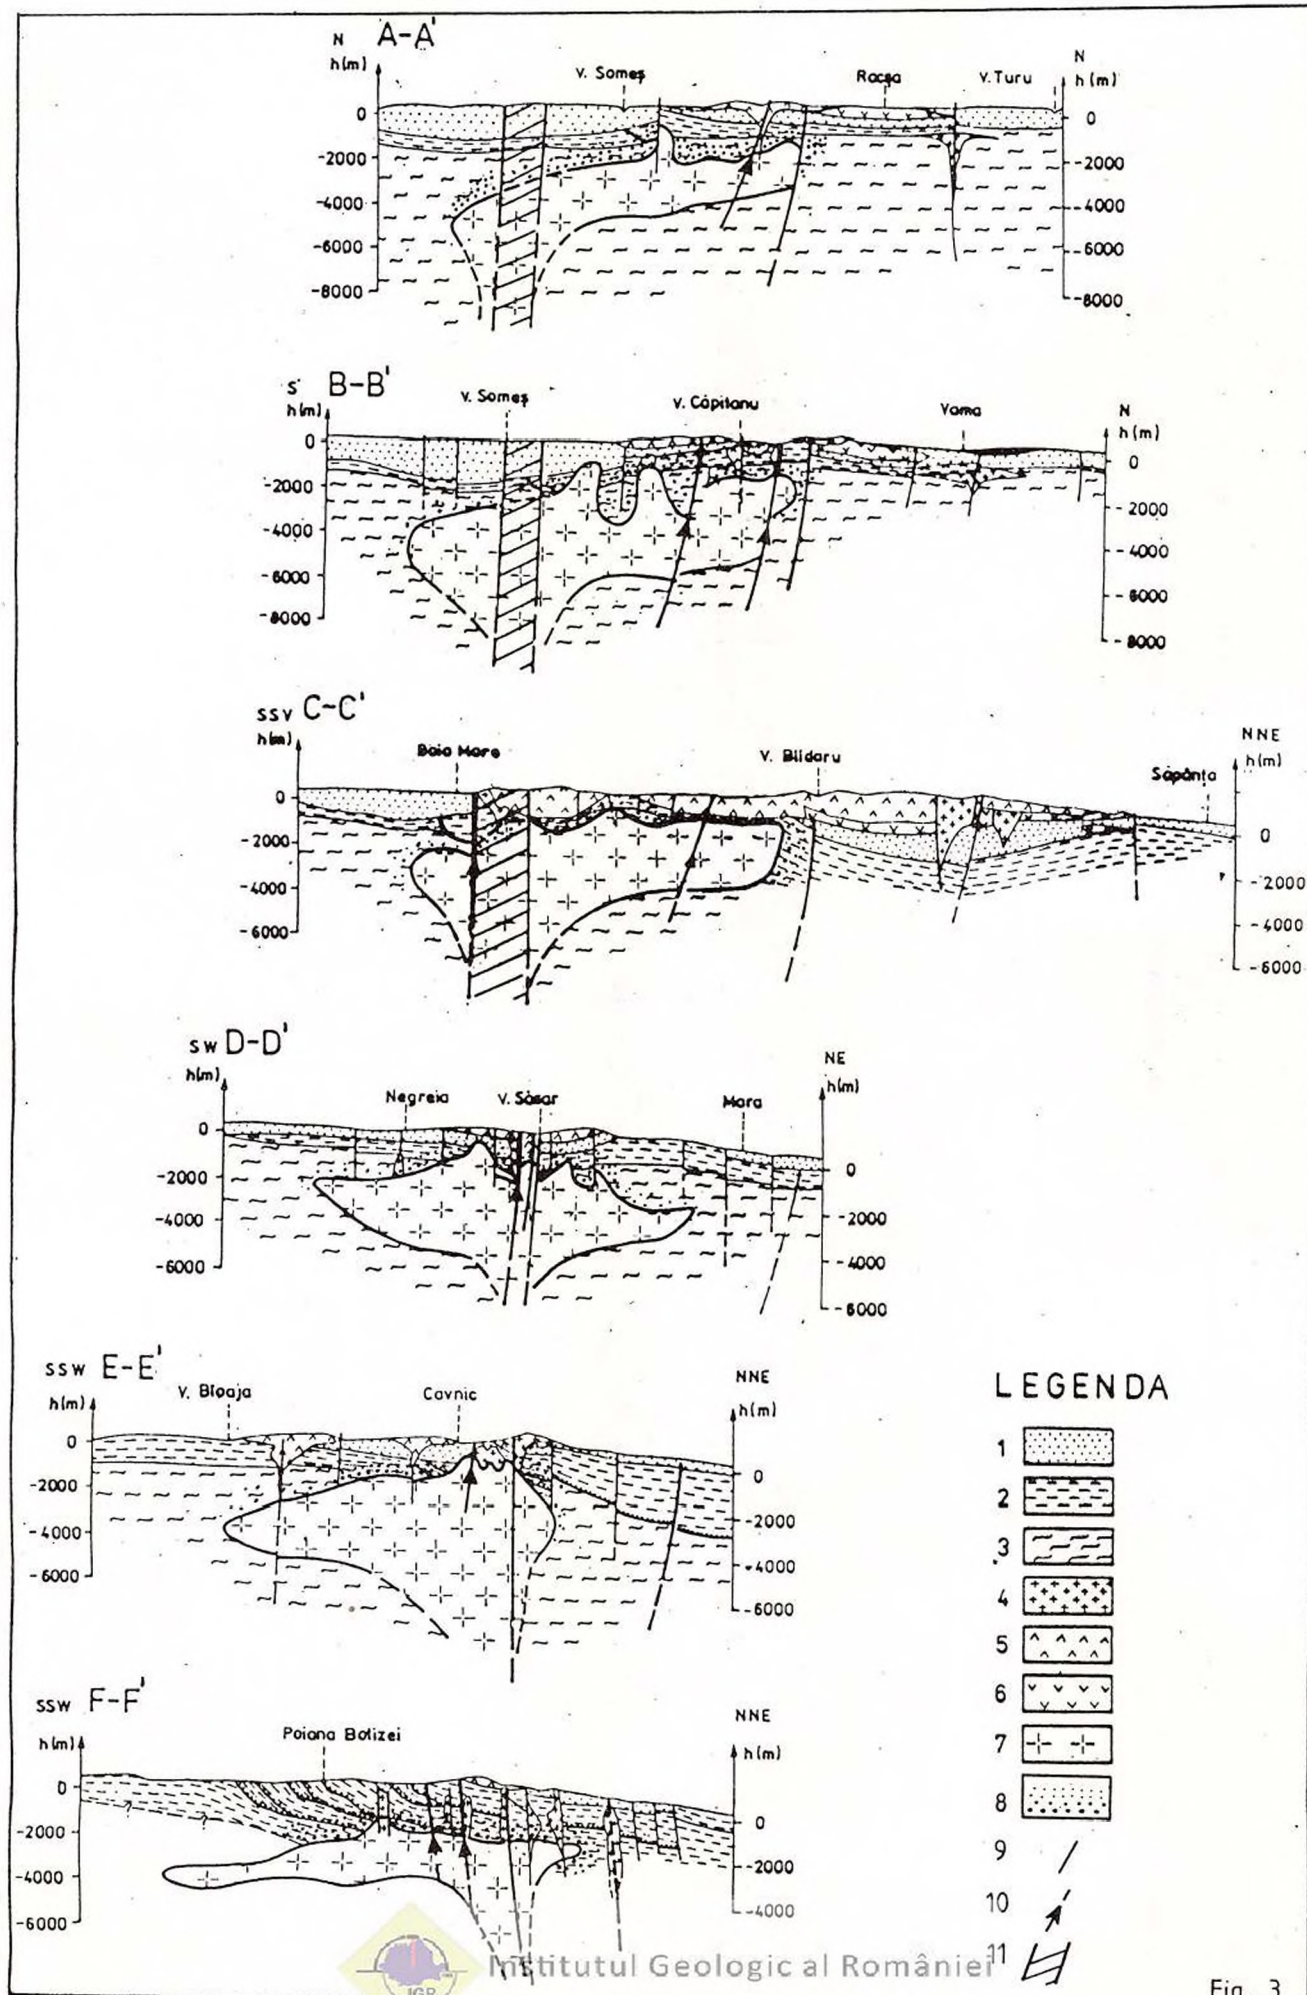 N A-A'
h(m)
V. Someş
Racşa
V. Turu
N
h(m)
0
-2000
-4000
-6000
-8000
0
-2000
-4000
-6000
-8000
S B-B'
h(m)
V. Someş
V. Căpitanu
Vama
N
h(m)
0
-2000
-4000
-6000
-8000
0
-2000
-4000
-6000
-8000
SSV C-C'
h(m)
Baia Mare
V. Blidaru
Săpânța
NNE
h(m)
0
-2000
-4000
-6000
0
-2000
-4000
-6000
SW D-D'
h(m)
Negreia
V. Săsar
Mara
NE
h(m)
0
-2000
-4000
-6000
0
-2000
-4000
-6000
SSW E-E'
h(m)
V. Bloaja
Cavnic
NNE
h(m)
0
-2000
-4000
-6000
0
-2000
-4000
-6000
SSW F-F'
h(m)
Poiana Botizei
NNE
h(m)
0
-2000
-4000
-6000
0
-2000
-4000
? ?
LEGENDA
1
2
3
4
5
6
7
8
9
10
11
Institutul Geologic al României
IGR
Fig. 3